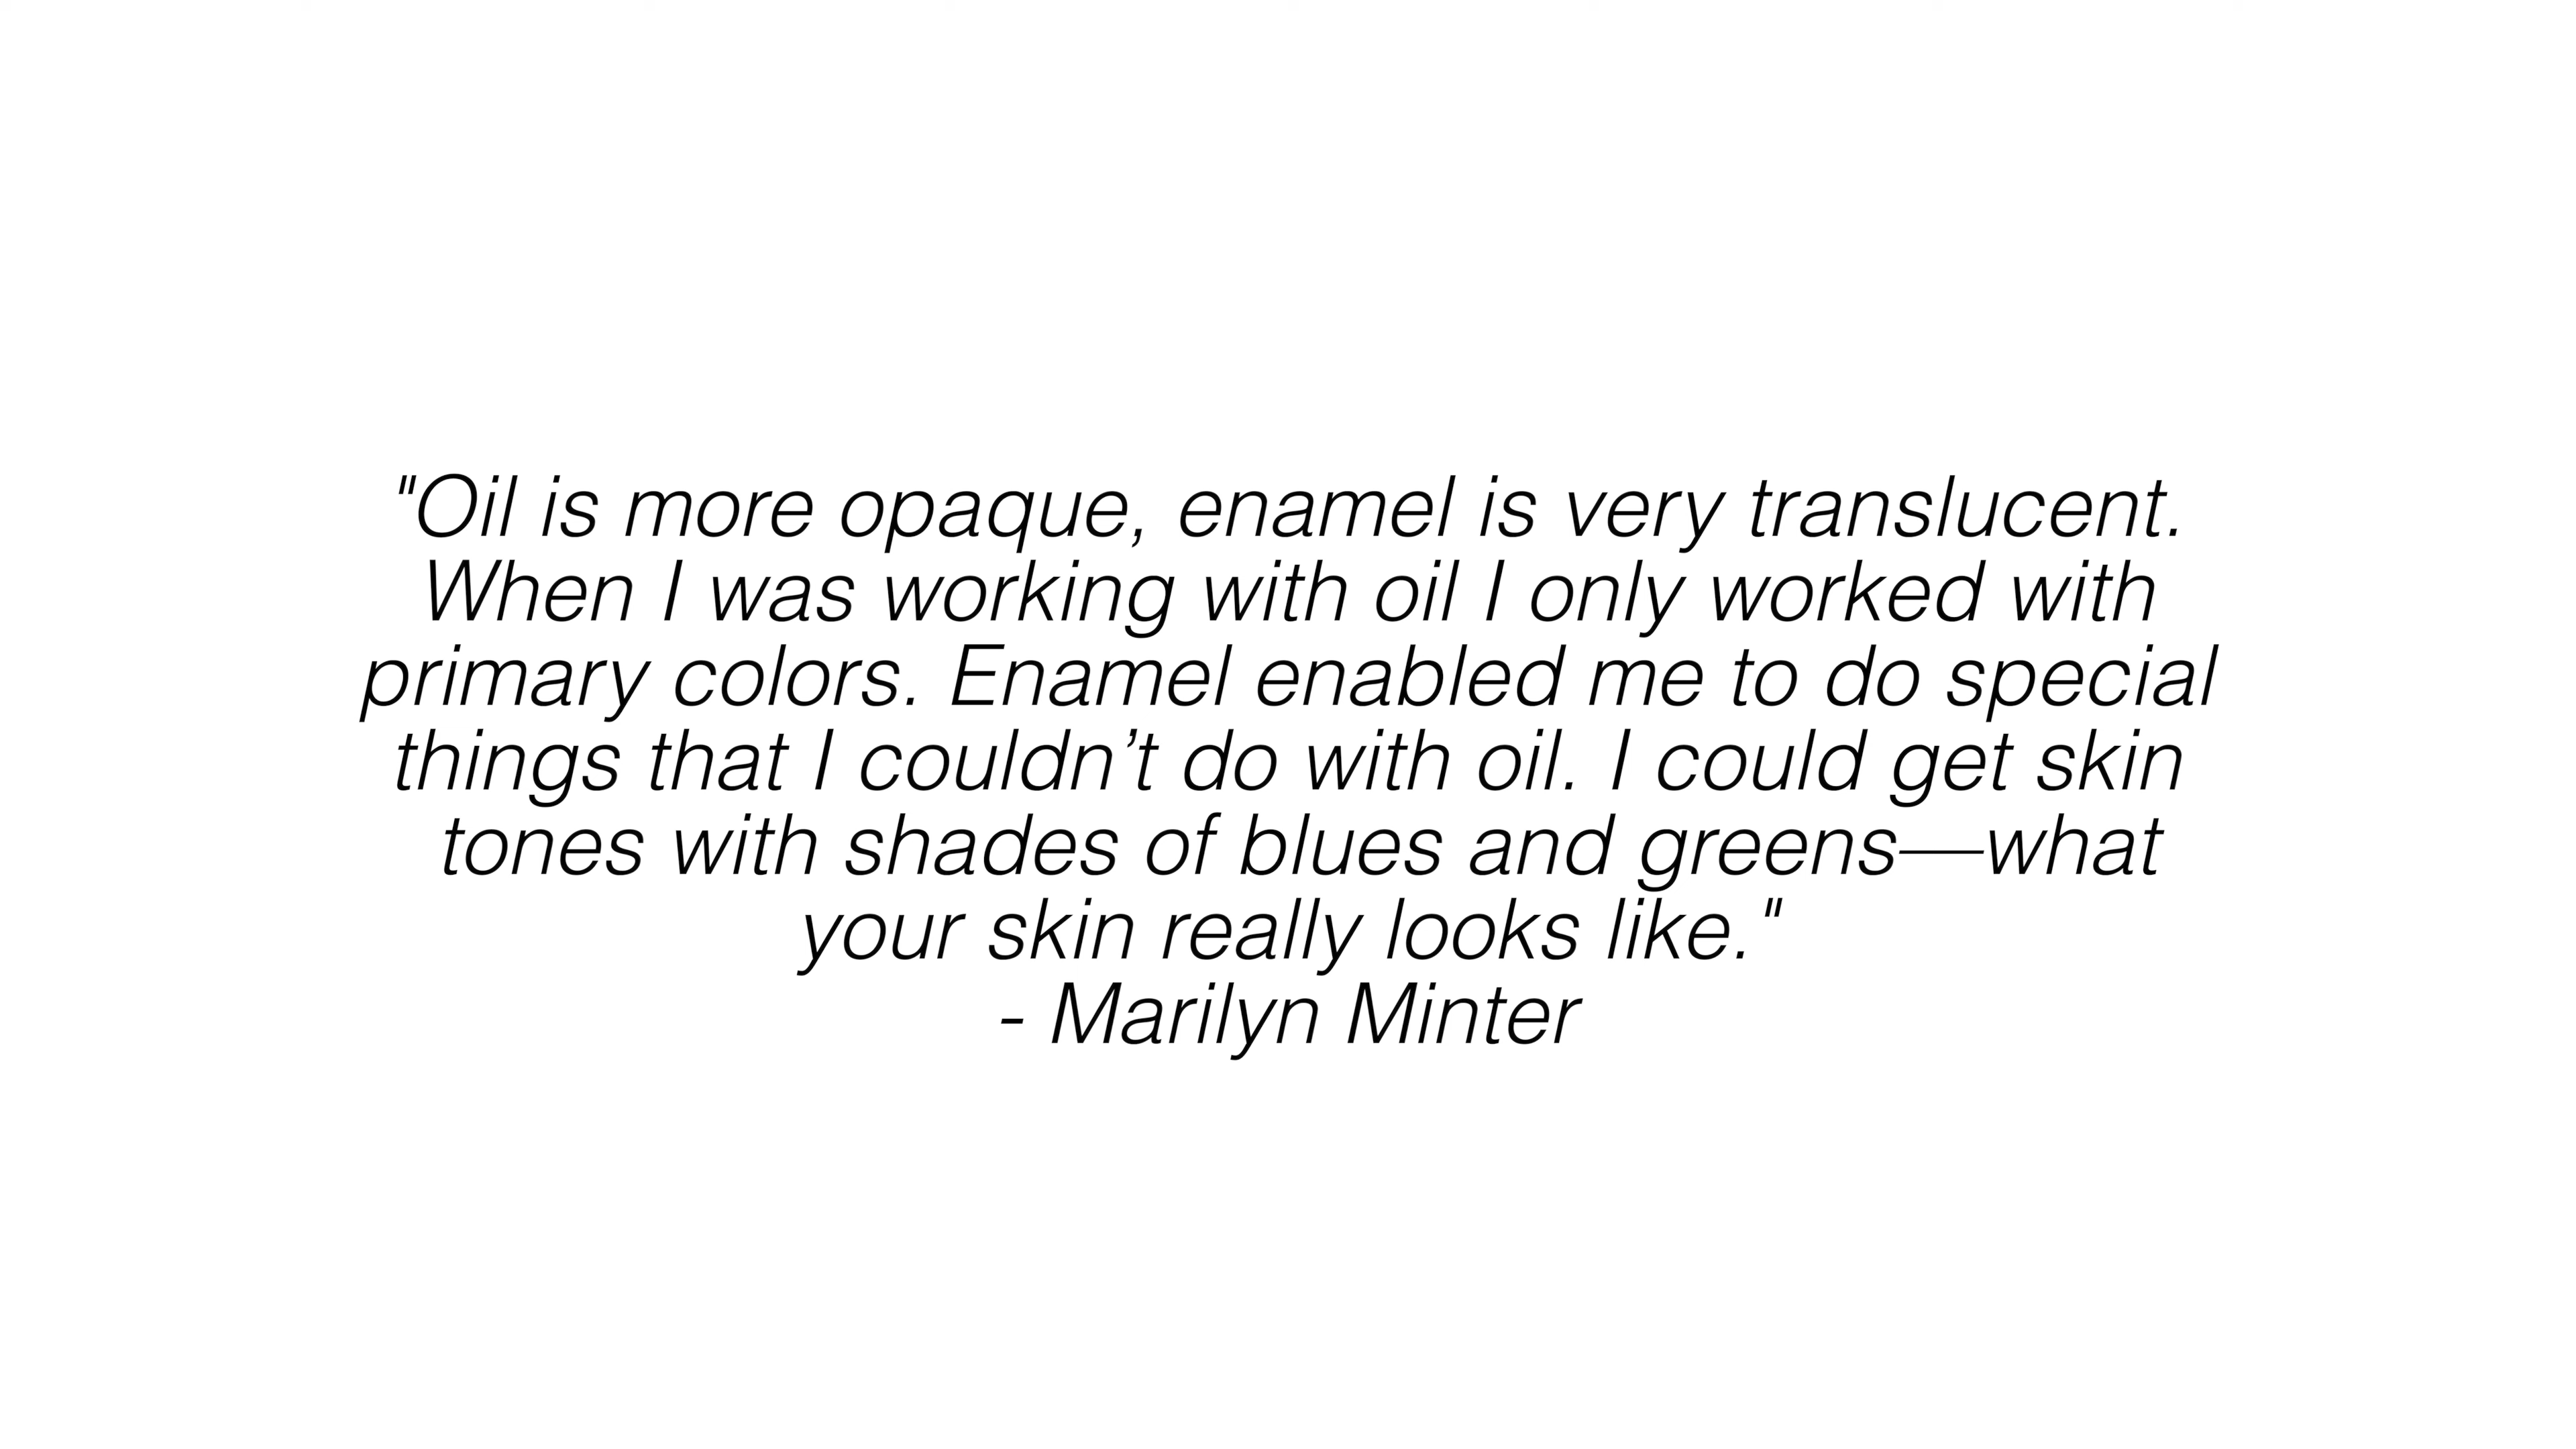 "Oil is more opaque, enamel is very translucent.
When I was working with oil I only worked with
primary colors. Enamel enabled me to do special
things that I couldn’t do with oil. I could get skin
tones with shades of blues and greens—what
your skin really looks like."
- Marilyn Minter